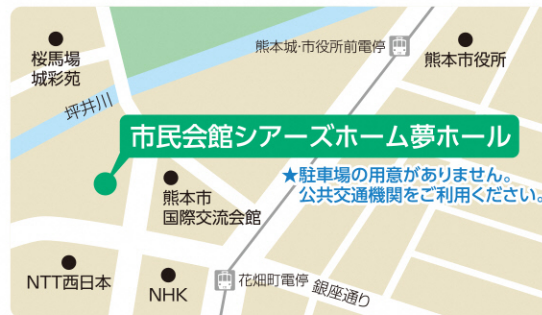 熊本城・市役所前電停
熊本市役所
桜馬場
城彩苑
坪井川
市民会館シアーズホーム夢ホール
★駐車場の用意がありません。
公共交通機関をご利用ください。
熊本市
国際交流会館
NTT西日本
NHK
花畑町電停
銀座通り